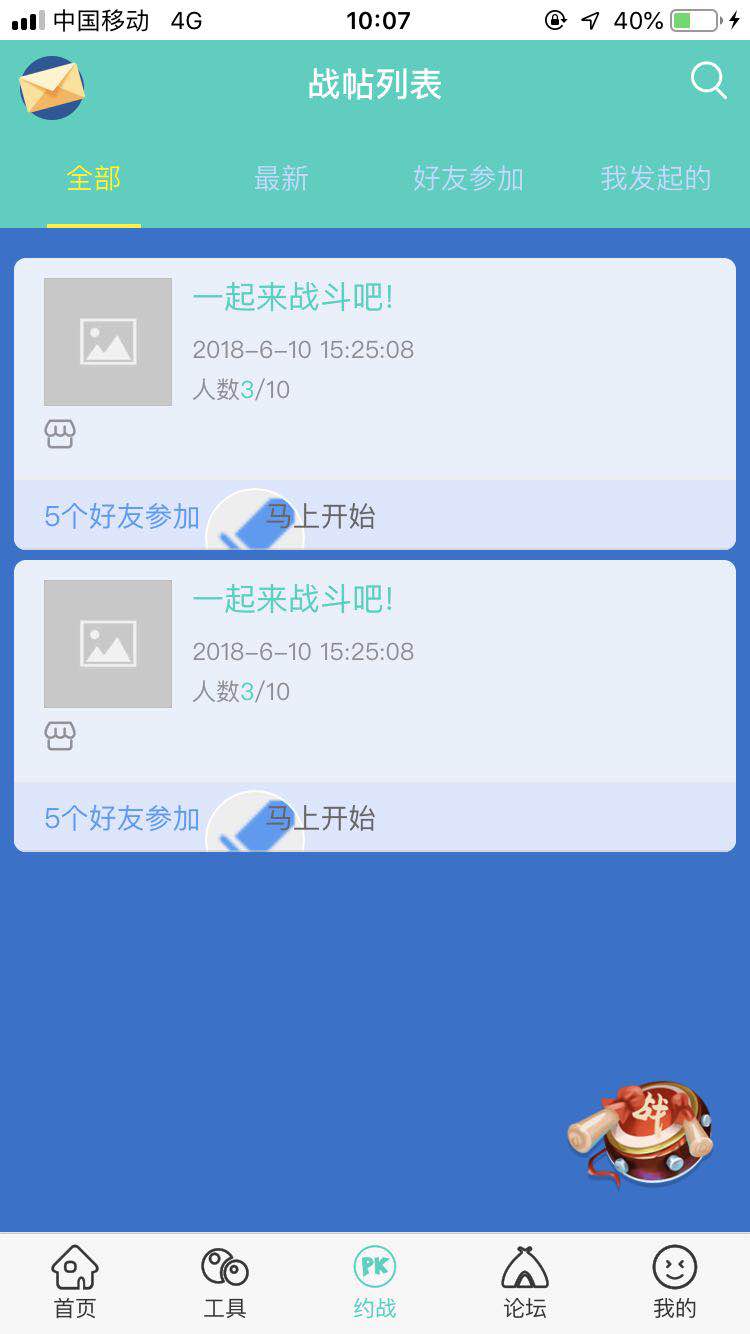 中国移动 4G 10:07 40%
战帖列表
全部 最新 好友参加 我发起的
一起来战斗吧!
2018-6-10 15:25:08
人数3/10
5个好友参加 马上开始
一起来战斗吧!
2018-6-10 15:25:08
人数3/10
5个好友参加 马上开始
战
PK
首页 工具 约战 论坛 我的